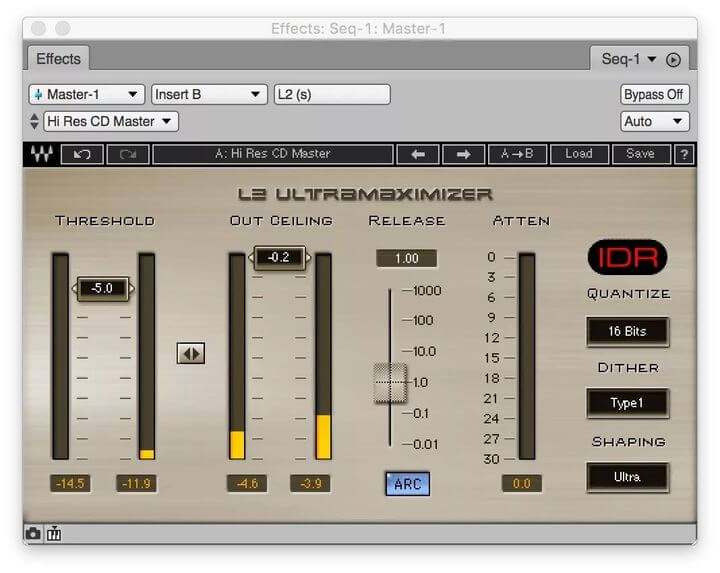 Effects: Seq-1: Master-1
Effects
Seq-1
Master-1 Insert B L2 (s) Bypass Off
Hi Res CD Master Auto
A: Hi Res CD Master A→B Load Save ?
L3 ULTRAMAXIMIZER
THRESHOLD OUT CEILING RELEASE ATTEN
-5.0
-0.2
1.00
1000
100
10.0
1.0
0.1
0.01
0
3
6
9
12
15
18
21
24
27
30
IDR
QUANTIZE
16 Bits
DITHER
Type1
SHAPING
Ultra
-14.5 -11.9 -4.6 -3.9 ARC 0.0